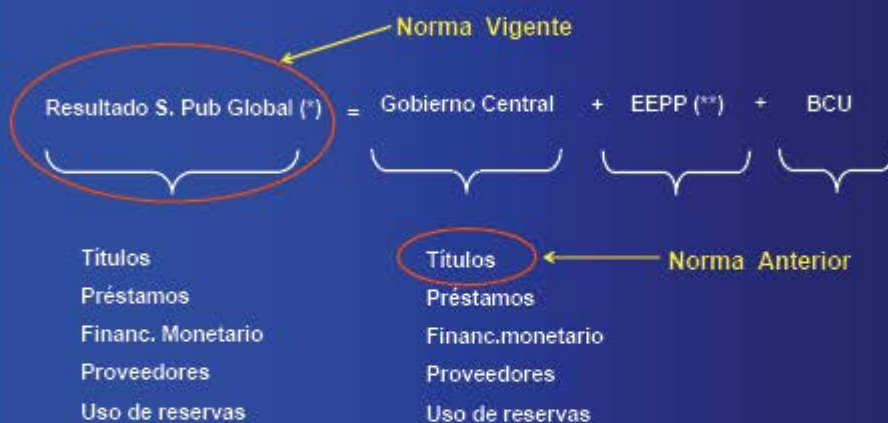 Norma Vigente
Resultado S. Pub Global (*) = Gobierno Central + EEPP (**) + BCU
Títulos
Préstamos
Financ. Monetario
Proveedores
Uso de reservas
Títulos
Préstamos
Financ.monetario
Proveedores
Uso de reservas
Norma Anterior